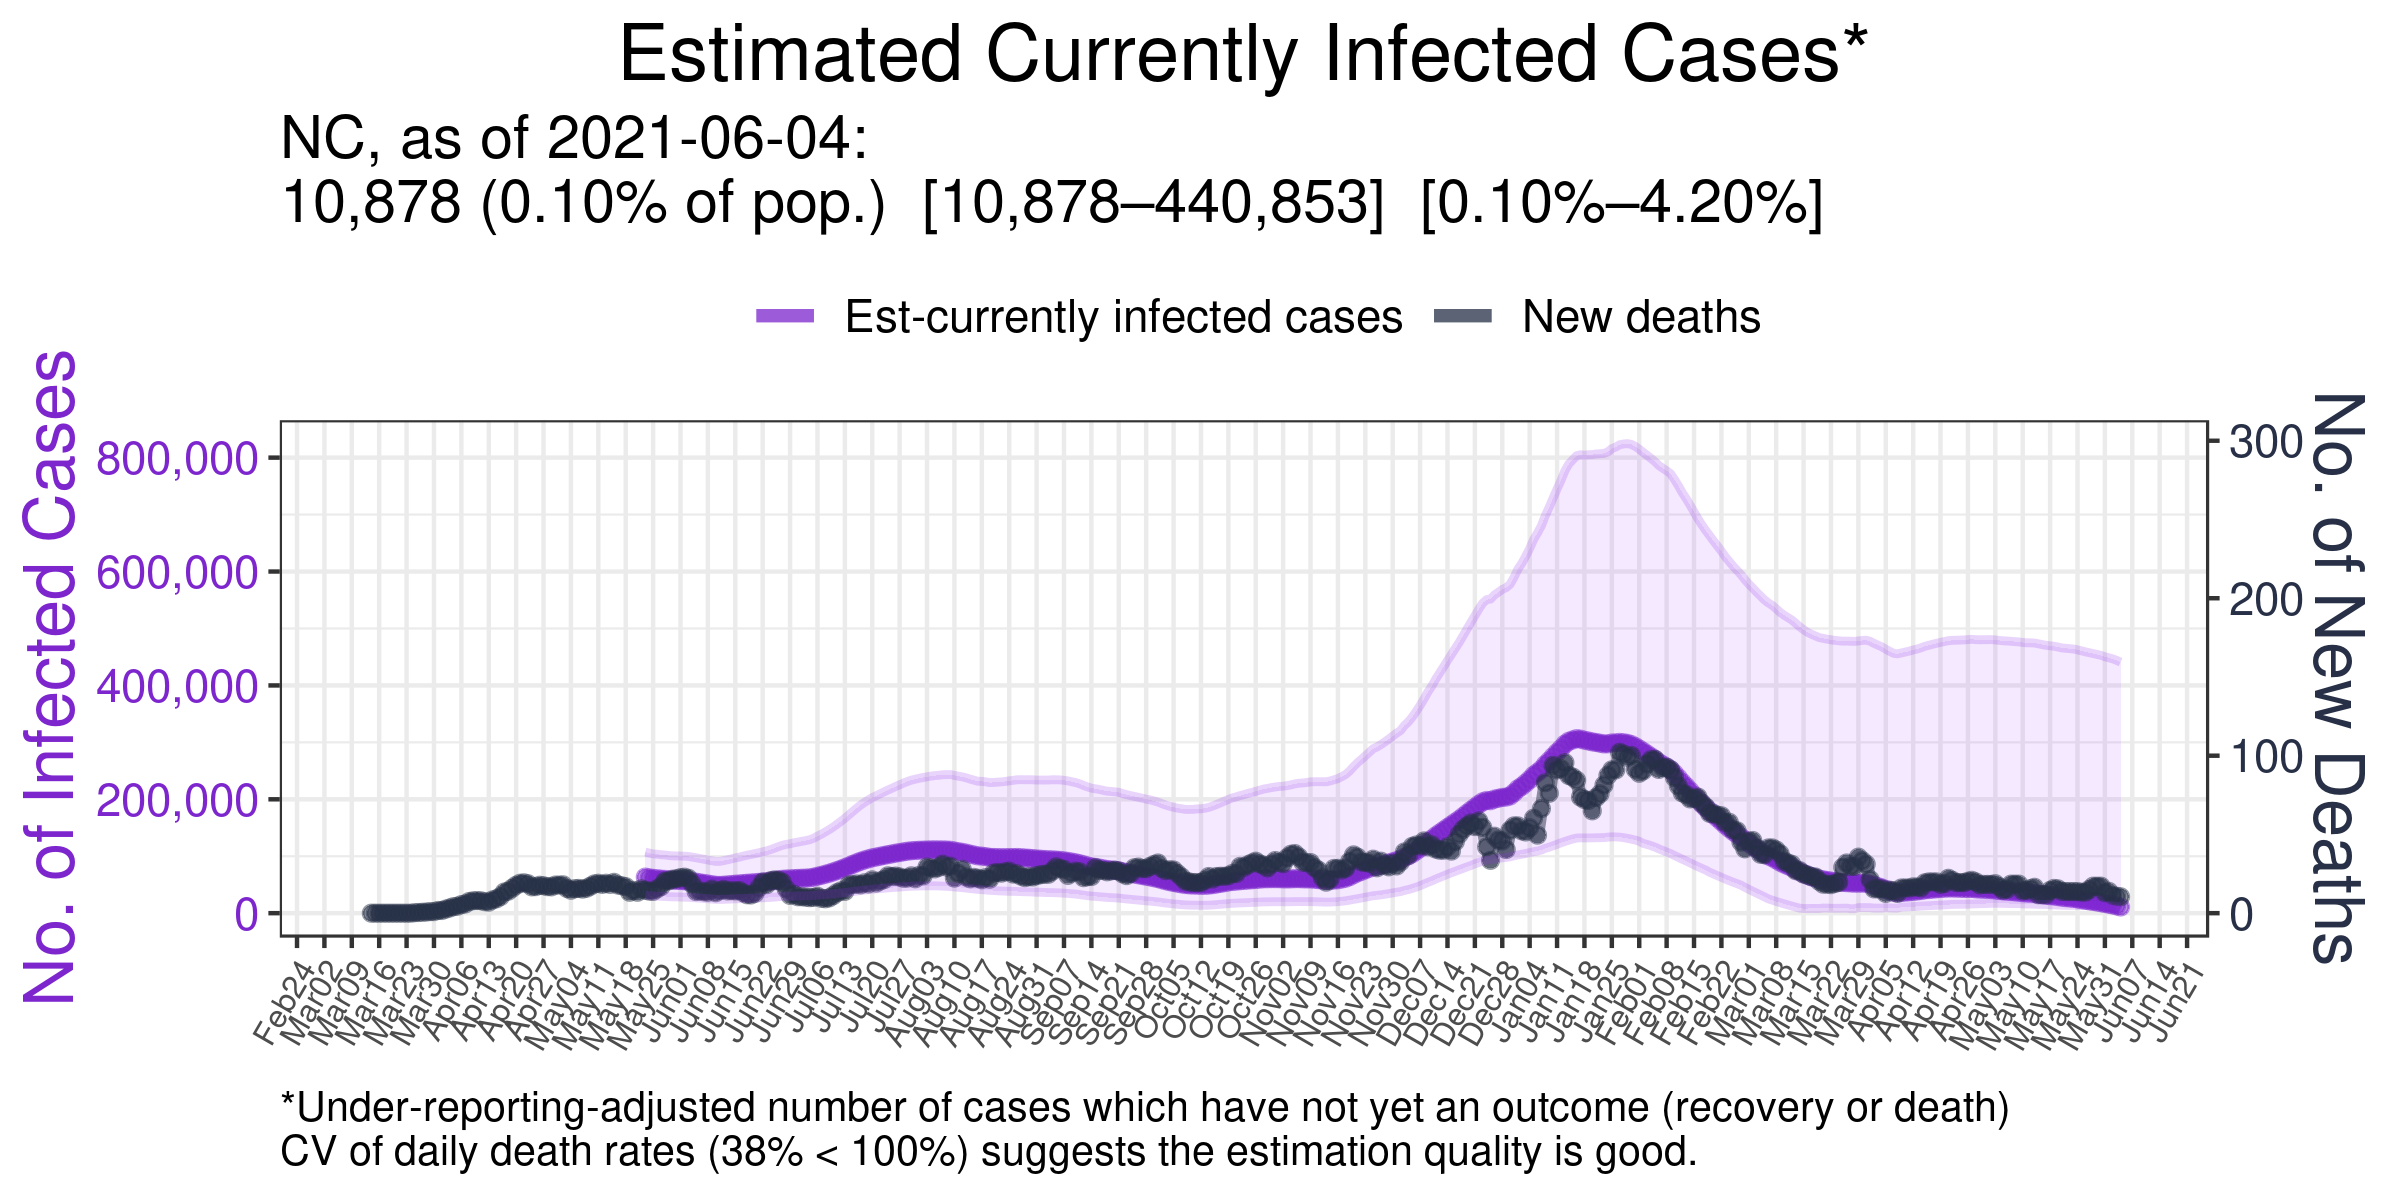 Estimated Currently Infected Cases*
NC, as of 2021-06-04:
10,878 (0.10% of pop.) [10,878–440,853] [0.10%–4.20%]
Est-currently infected cases
New deaths
No. of Infected Cases
800,000
600,000
400,000
200,000
0
300
200
100
0
No. of New Deaths
Feb24
Mar02
Mar09
Mar16
Mar23
Mar30
Apr06
Apr13
Apr20
Apr27
May04
May11
May18
May25
Jun01
Jun08
Jun15
Jun22
Jun29
Jul06
Jul13
Jul20
Jul27
Aug03
Aug10
Aug17
Aug24
Aug31
Sep07
Sep14
Sep21
Sep28
Oct05
Oct12
Oct19
Oct26
Nov02
Nov09
Nov16
Nov23
Nov30
Dec07
Dec14
Dec21
Dec28
Jan04
Jan11
Jan18
Jan25
Feb01
Feb08
Feb15
Feb22
Mar01
Mar08
Mar15
Mar22
Mar29
Apr05
Apr12
Apr19
Apr26
May03
May10
May17
May24
May31
Jun07
Jun14
Jun21
*Under-reporting-adjusted number of cases which have not yet an outcome (recovery or death)
CV of daily death rates (38% < 100%) suggests the estimation quality is good.